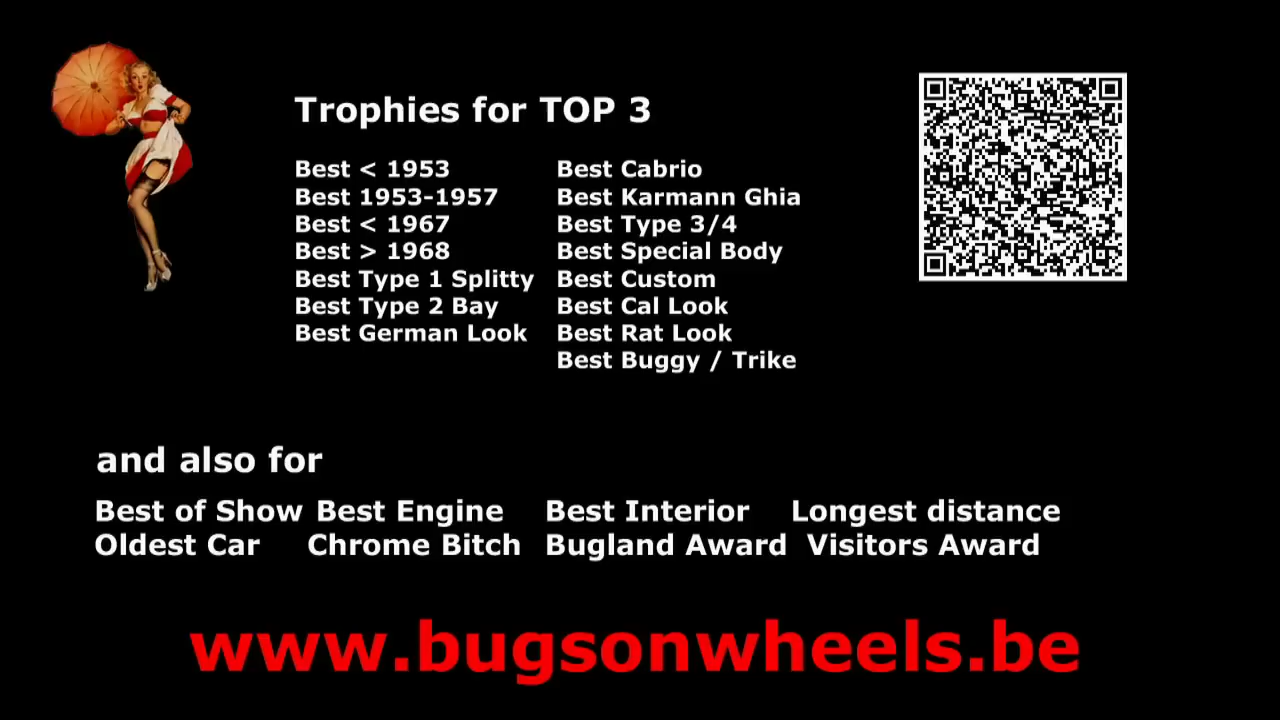 Trophies for TOP 3
Best < 1953
Best 1953-1957
Best < 1967
Best > 1968
Best Type 1 Splitty
Best Type 2 Bay
Best German Look
Best Cabrio
Best Karmann Ghia
Best Type 3/4
Best Special Body
Best Custom
Best Cal Look
Best Rat Look
Best Buggy / Trike
and also for
Best of Show Best Engine Best Interior Longest distance
Oldest Car Chrome Bitch Bugland Award Visitors Award
www.bugsonwheels.be